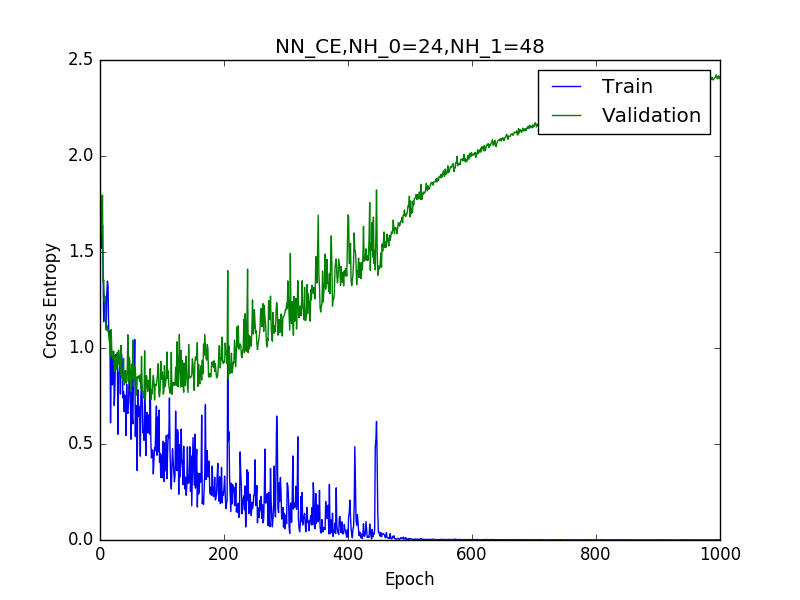 NN_CE,NH_0=24,NH_1=48
2.5
2.0
1.5
1.0
0.5
0.0
Cross Entropy
Train
Validation
0 200 400 600 800 1000
Epoch